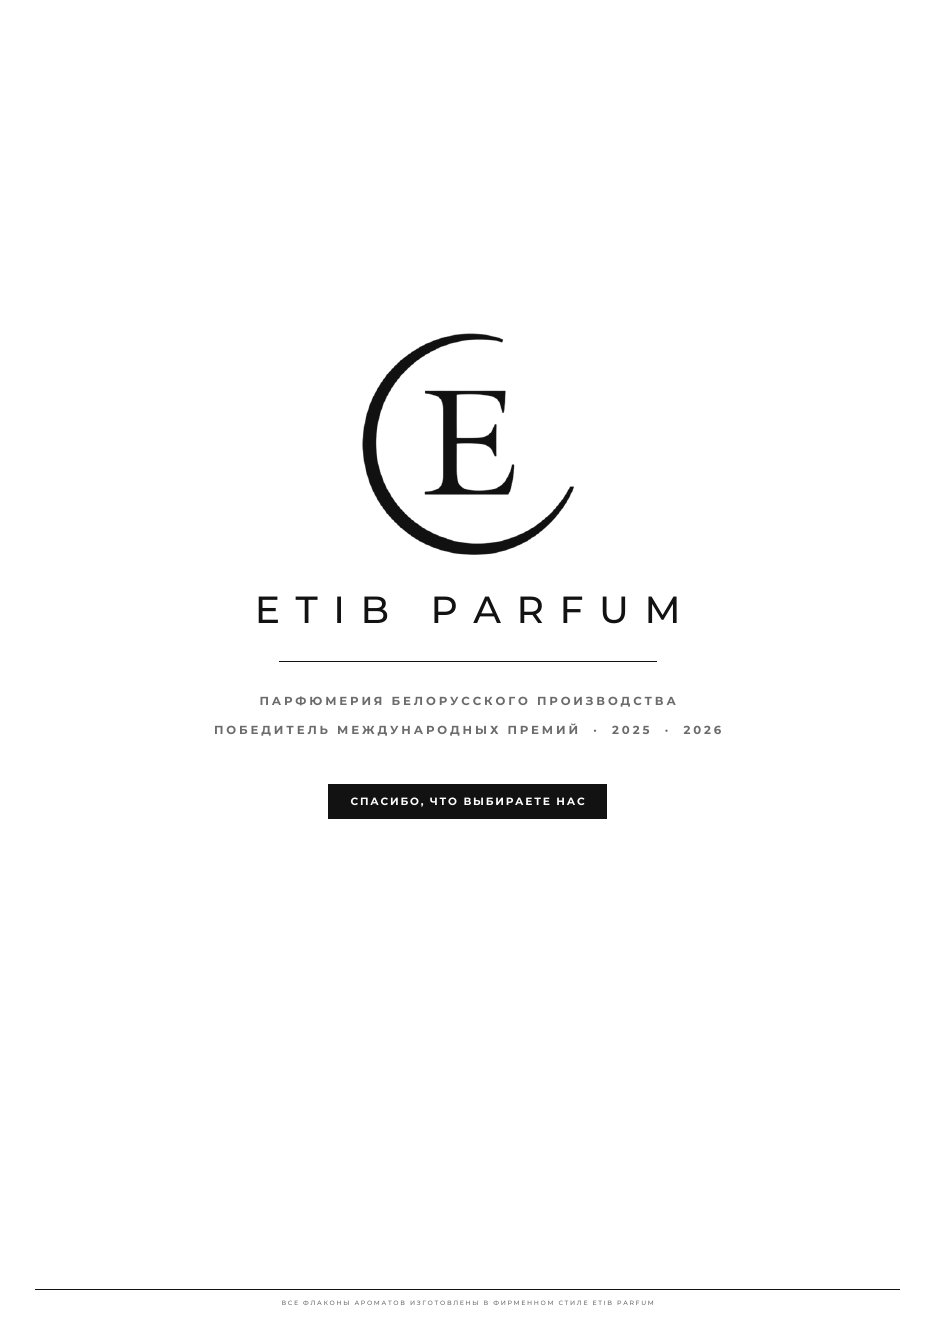 E
ETIB PARFUM
ПАРФЮМЕРИЯ БЕЛОРУССКОГО ПРОИЗВОДСТВА
ПОБЕДИТЕЛЬ МЕЖДУНАРОДНЫХ ПРЕМИЙ · 2025 · 2026
СПАСИБО, ЧТО ВЫБИРАЕТЕ НАС
ВСЕ ФЛАКОНЫ АРОМАТОВ ИЗГОТОВЛЕНЫ В ФИРМЕННОМ СТИЛЕ ETIB PARFUM